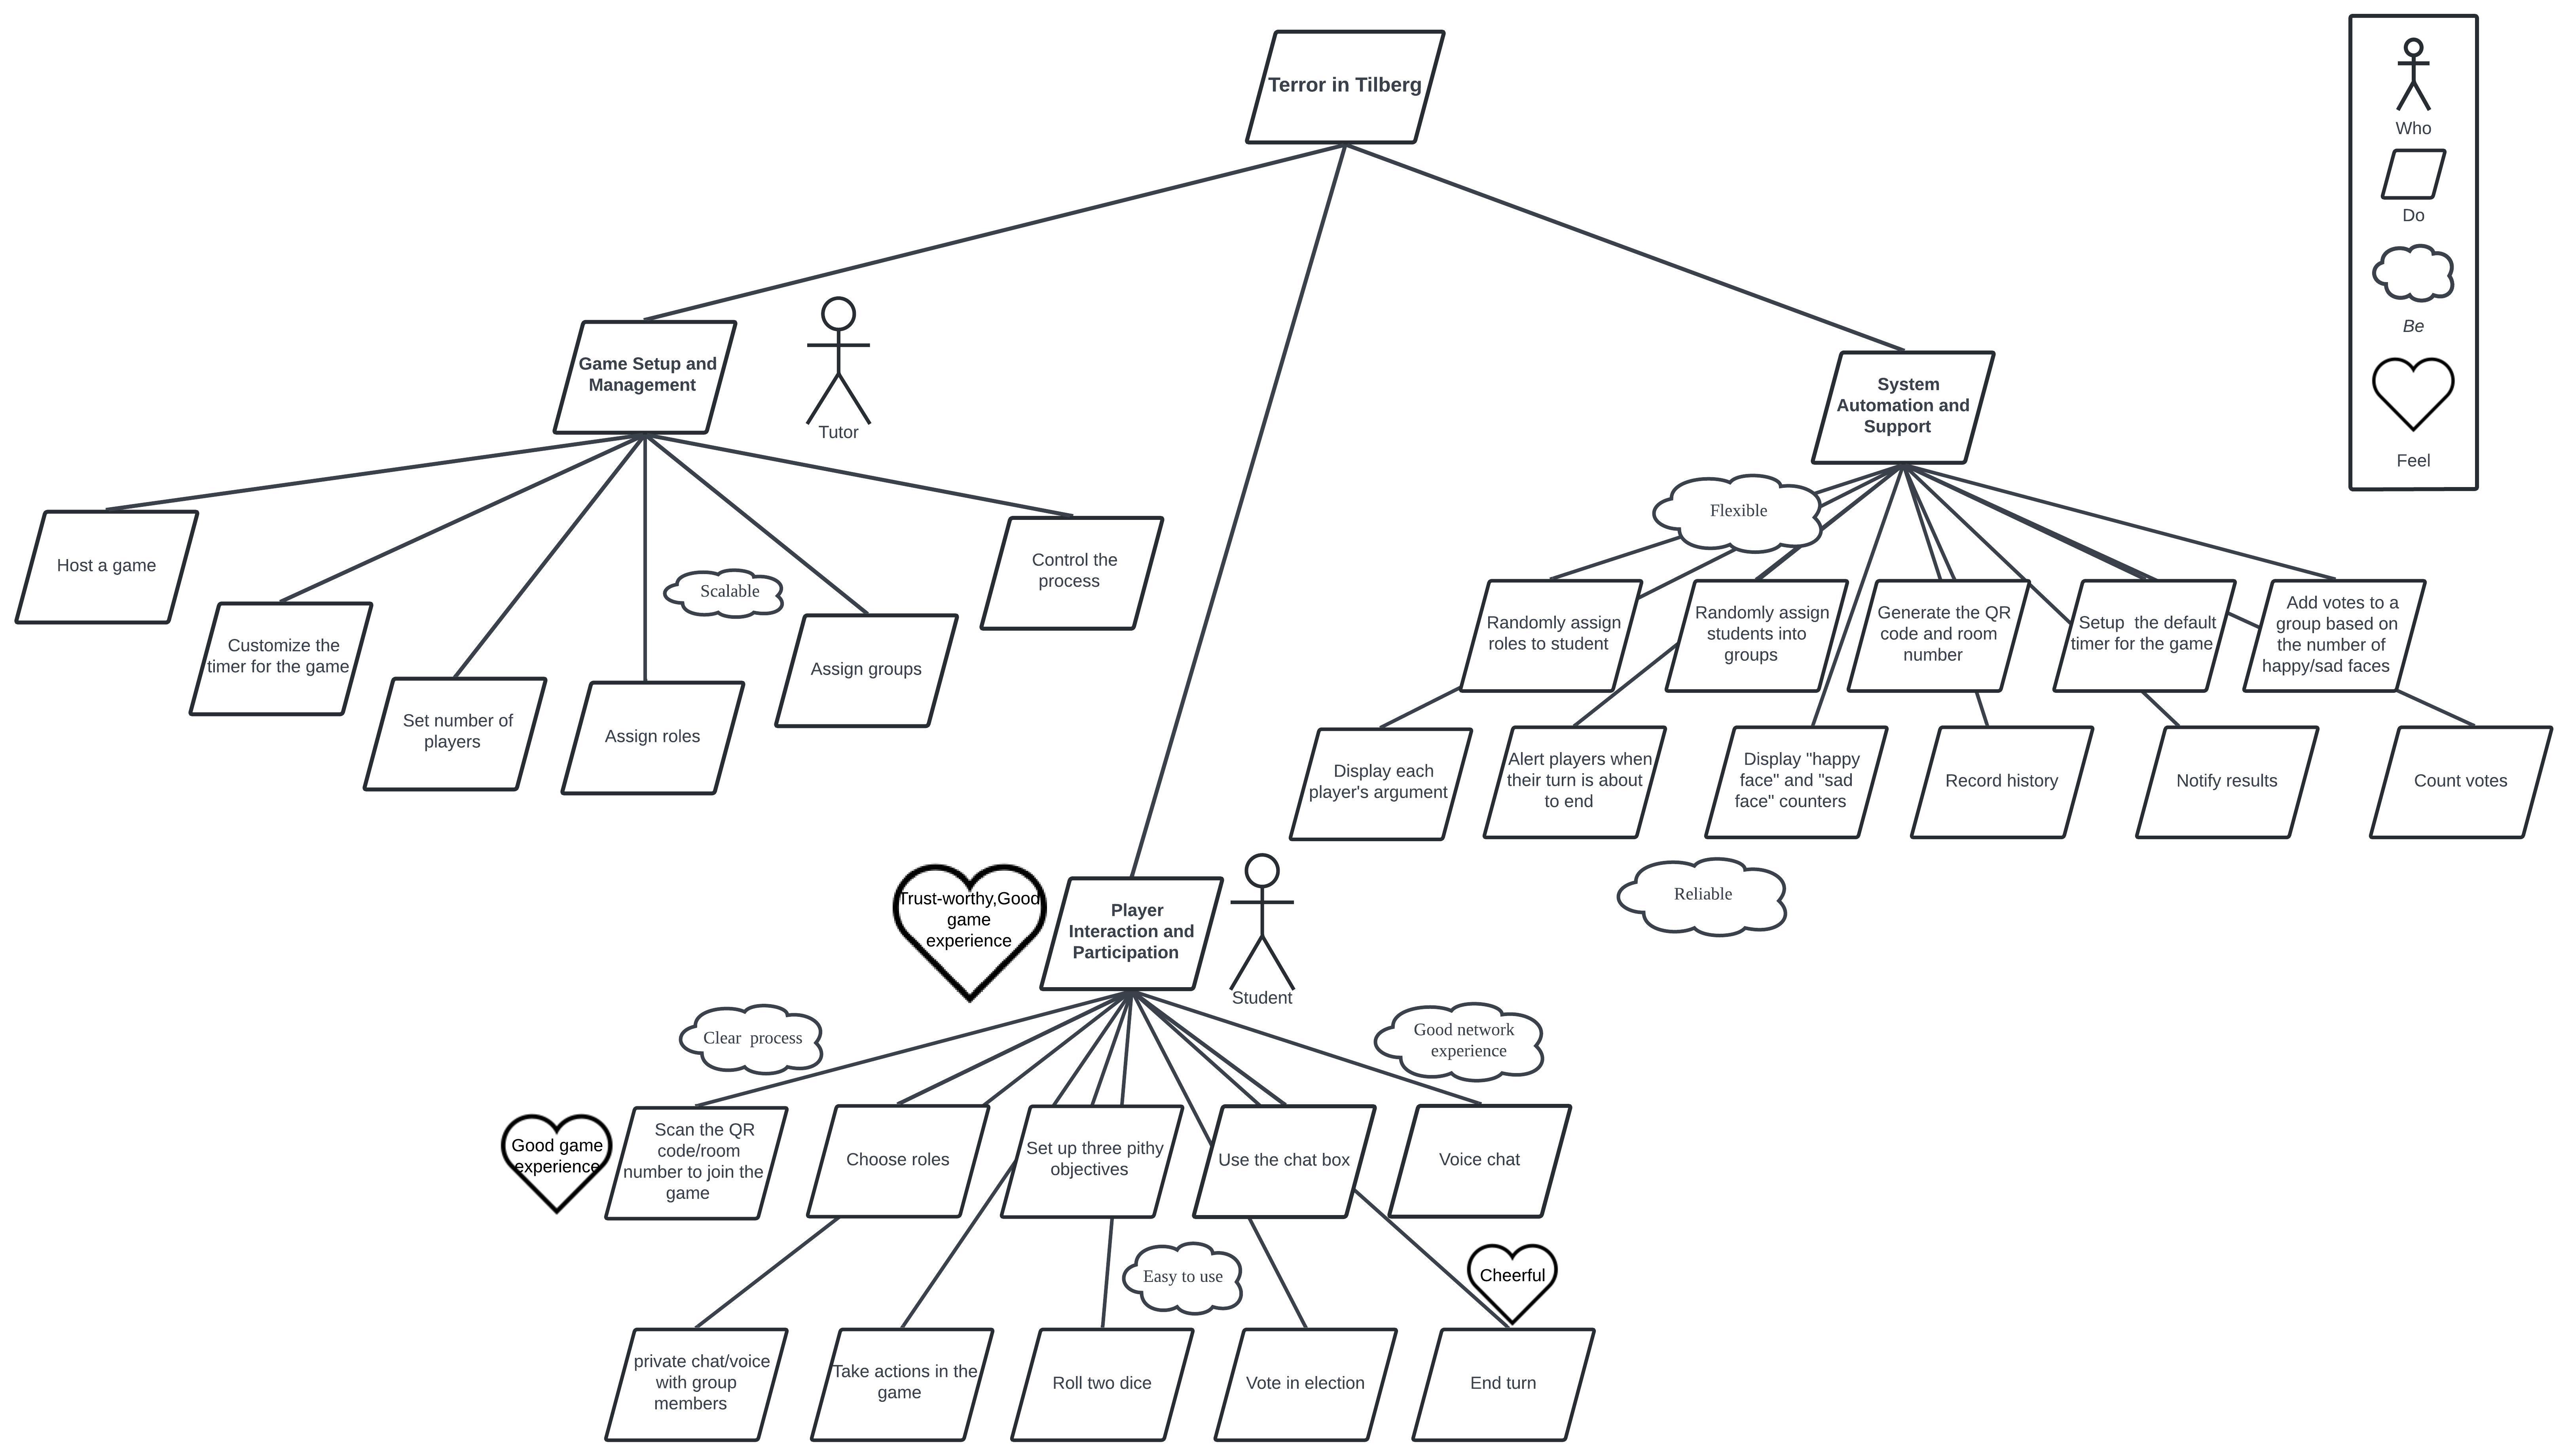 Terror in Tilberg
Who
Do
Be
Feel
Game Setup and
Management
Tutor
System
Automation and
Support
Flexible
Host a game
Customize the
timer for the game
Set number of
players
Assign roles
Scalable
Assign groups
Control the
process
Randomly assign
roles to student
Randomly assign
students into
groups
Generate the QR
code and room
number
Setup the default
timer for the game
Add votes to a
group based on
the number of
happy/sad faces
Display each
player's argument
Alert players when
their turn is about
to end
Display "happy
face" and "sad
face" counters
Record history
Notify results
Count votes
Reliable
Trust-worthy,Good
game
experience
Player
Interaction and
Participation
Student
Clear process
Good network
experience
Good game
experience
Scan the QR
code/room
number to join the
game
Choose roles
Set up three pithy
objectives
Use the chat box
Voice chat
Easy to use
Cheerful
private chat/voice
with group
members
Take actions in the
game
Roll two dice
Vote in election
End turn